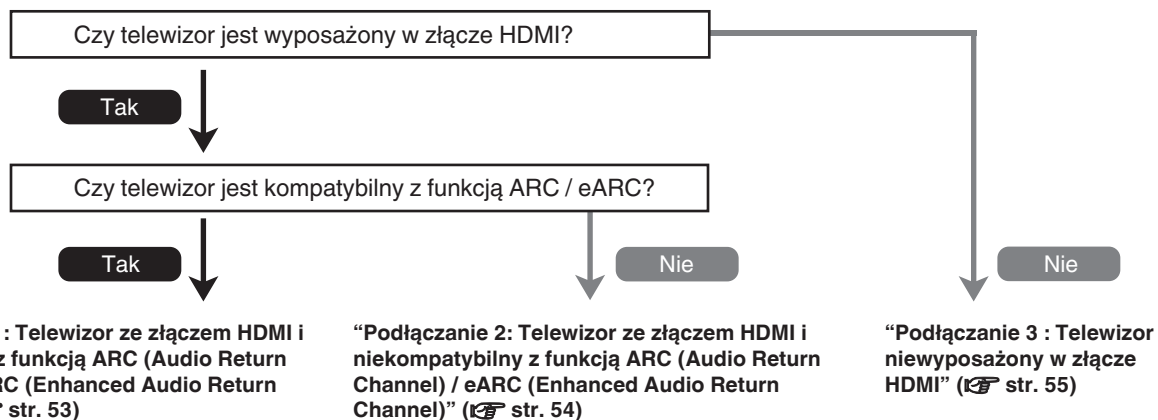 Czy telewizor jest wyposażony w złącze HDMI?
Tak
Czy telewizor jest kompatybilny z funkcją ARC / eARC?
Tak
Nie
Nie
: Telewizor ze złączem HDMI i
z funkcją ARC (Audio Return
RC (Enhanced Audio Return
str. 53)
“Podłączanie 2: Telewizor ze złączem HDMI i
niekompatybilny z funkcją ARC (Audio Return
Channel) / eARC (Enhanced Audio Return
Channel)” (☞ str. 54)
“Podłączanie 3 : Telewizor
niewyposażony w złącze
HDMI” (☞ str. 55)